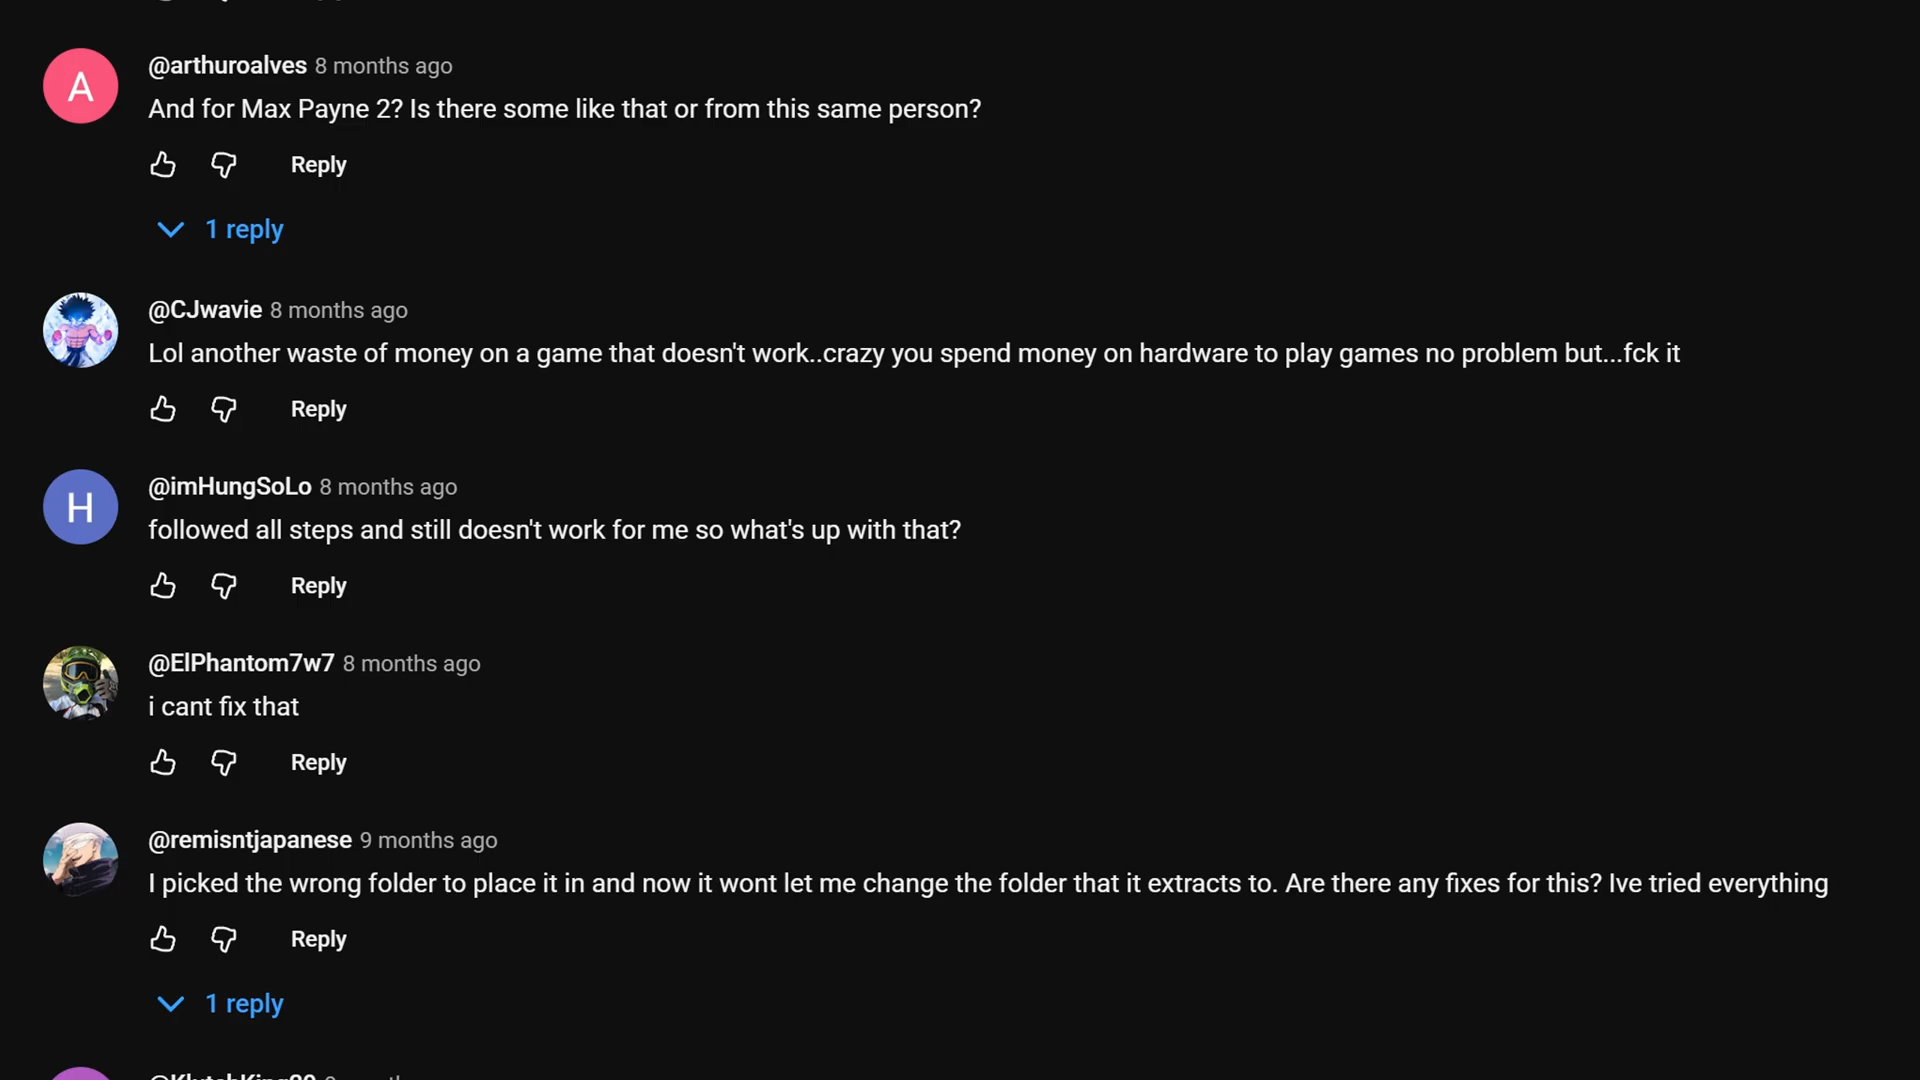 @arthuroalves 8 months ago
A
And for Max Payne 2? Is there some like that or from this same person?
Reply
1 reply
@CJwavie 8 months ago
Lol another waste of money on a game that doesn't work..crazy you spend money on hardware to play games no problem but...fck it
Reply
@imHungSoLo 8 months ago
H
followed all steps and still doesn't work for me so what's up with that?
Reply
@ElPhantom7w7 8 months ago
i cant fix that
Reply
@remisntjapanese 9 months ago
I picked the wrong folder to place it in and now it wont let me change the folder that it extracts to. Are there any fixes for this? Ive tried everything
Reply
1 reply